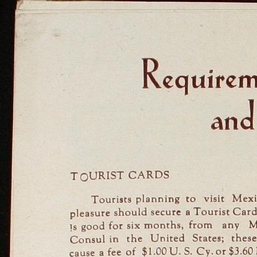 Requirem
and
TOURIST CARDS
Tourists planning to visit Mexi
pleasure should secure a Tourist Card
is good for six months, from any M
Consul in the United States; these
cause a fee of $1.00 U. S. Cy. or $3.60